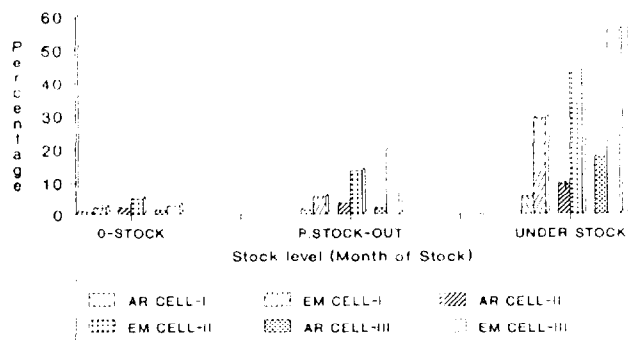 60
50
40
30
20
10
0
Percentage
0-STOCK P.STOCK-OUT UNDER STOCK
Stock level (Month of Stock)
AR CELL-I EM CELL-I AR CELL-II
EM CELL-II AR CELL-III EM CELL-III